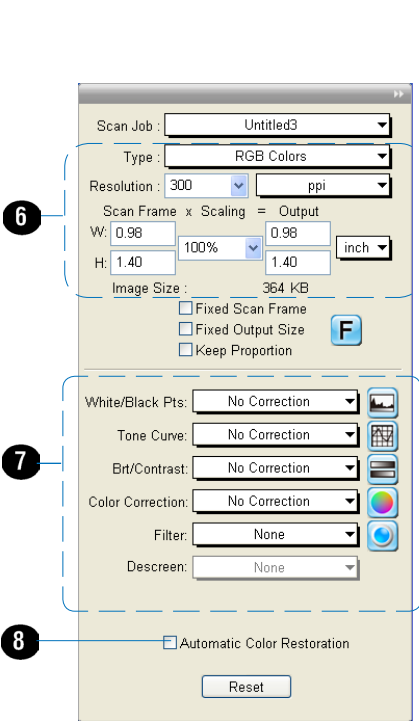 Scan Job : Untitled3
6
Type : RGB Colors
Resolution : 300 ppi
Scan Frame x Scaling = Output
W: 0.98 100% 0.98 inch
H: 1.40 1.40
Image Size : 364 KB
Fixed Scan Frame
Fixed Output Size
Keep Proportion
F
7
White/Black Pts: No Correction
Tone Curve: No Correction
Brt/Contrast: No Correction
Color Correction: No Correction
Filter: None
Descreen: None
8
Automatic Color Restoration
Reset